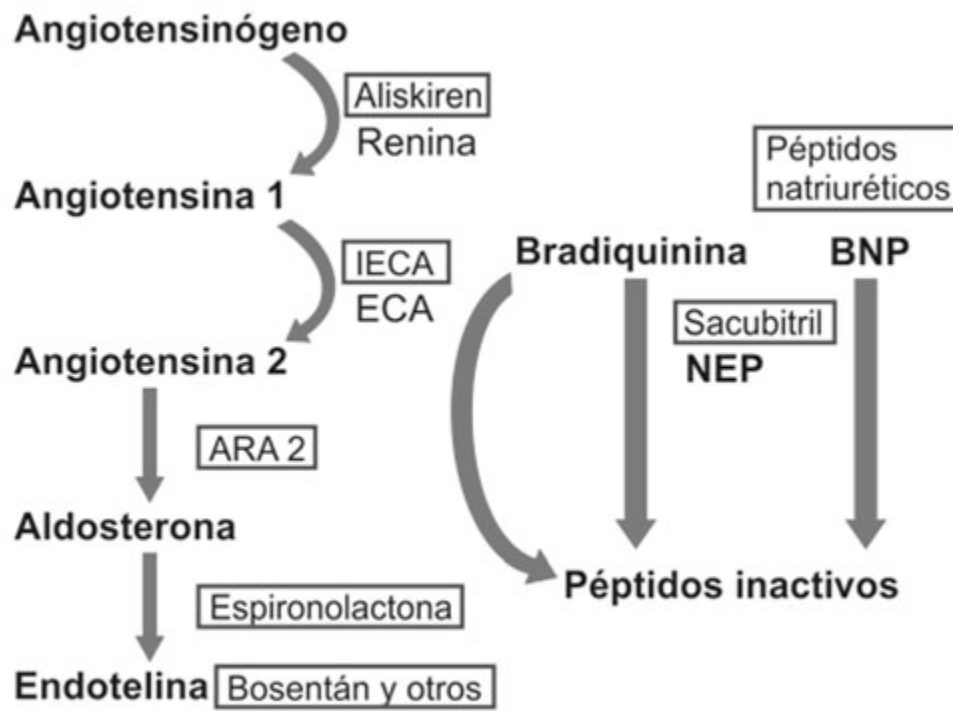 Angiotensinógeno
Aliskiren
Renina
Angiotensina 1
IECA
ECA
Angiotensina 2
ARA 2
Aldosterona
Espironolactona
Endotelina
Bosentán y otros
Péptidos
natriuréticos
Bradiquinina
BNP
Sacubitril
NEP
Péptidos inactivos